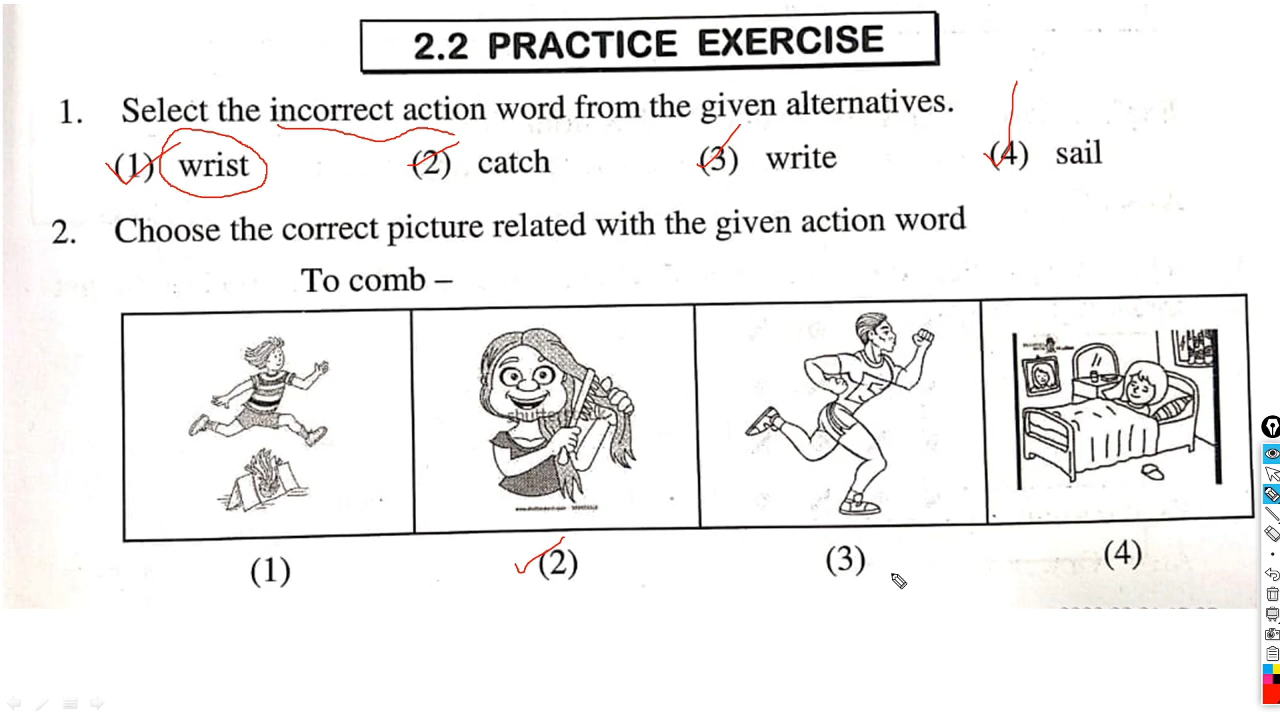 2.2 PRACTICE EXERCISE
1. Select the incorrect action word from the given alternatives.
(1) wrist (2) catch (3) write (4) sail
2. Choose the correct picture related with the given action word
To comb –
(1) (2) (3) (4)